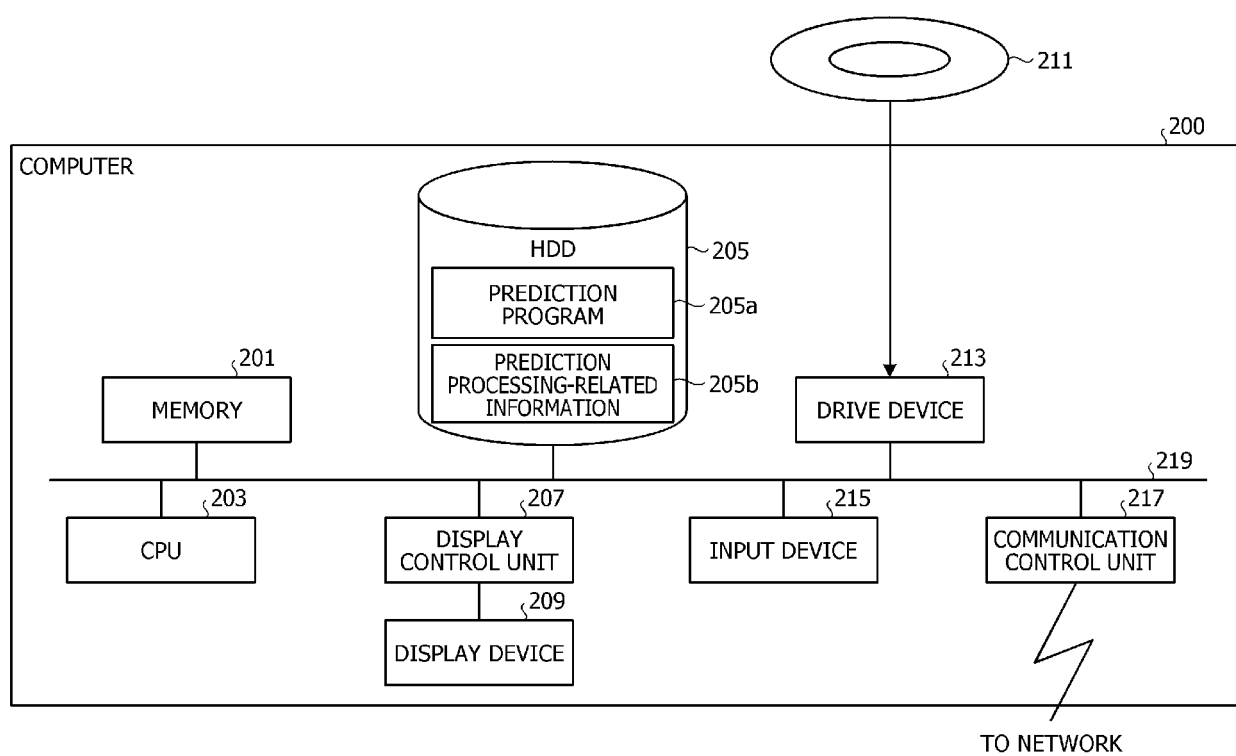 211
200
COMPUTER
HDD
205
PREDICTION
PROGRAM
205a
PREDICTION
PROCESSING-RELATED
INFORMATION
205b
201
MEMORY
213
DRIVE DEVICE
219
203
CPU
207
DISPLAY
CONTROL UNIT
215
INPUT DEVICE
217
COMMUNICATION
CONTROL UNIT
209
DISPLAY DEVICE
TO NETWORK